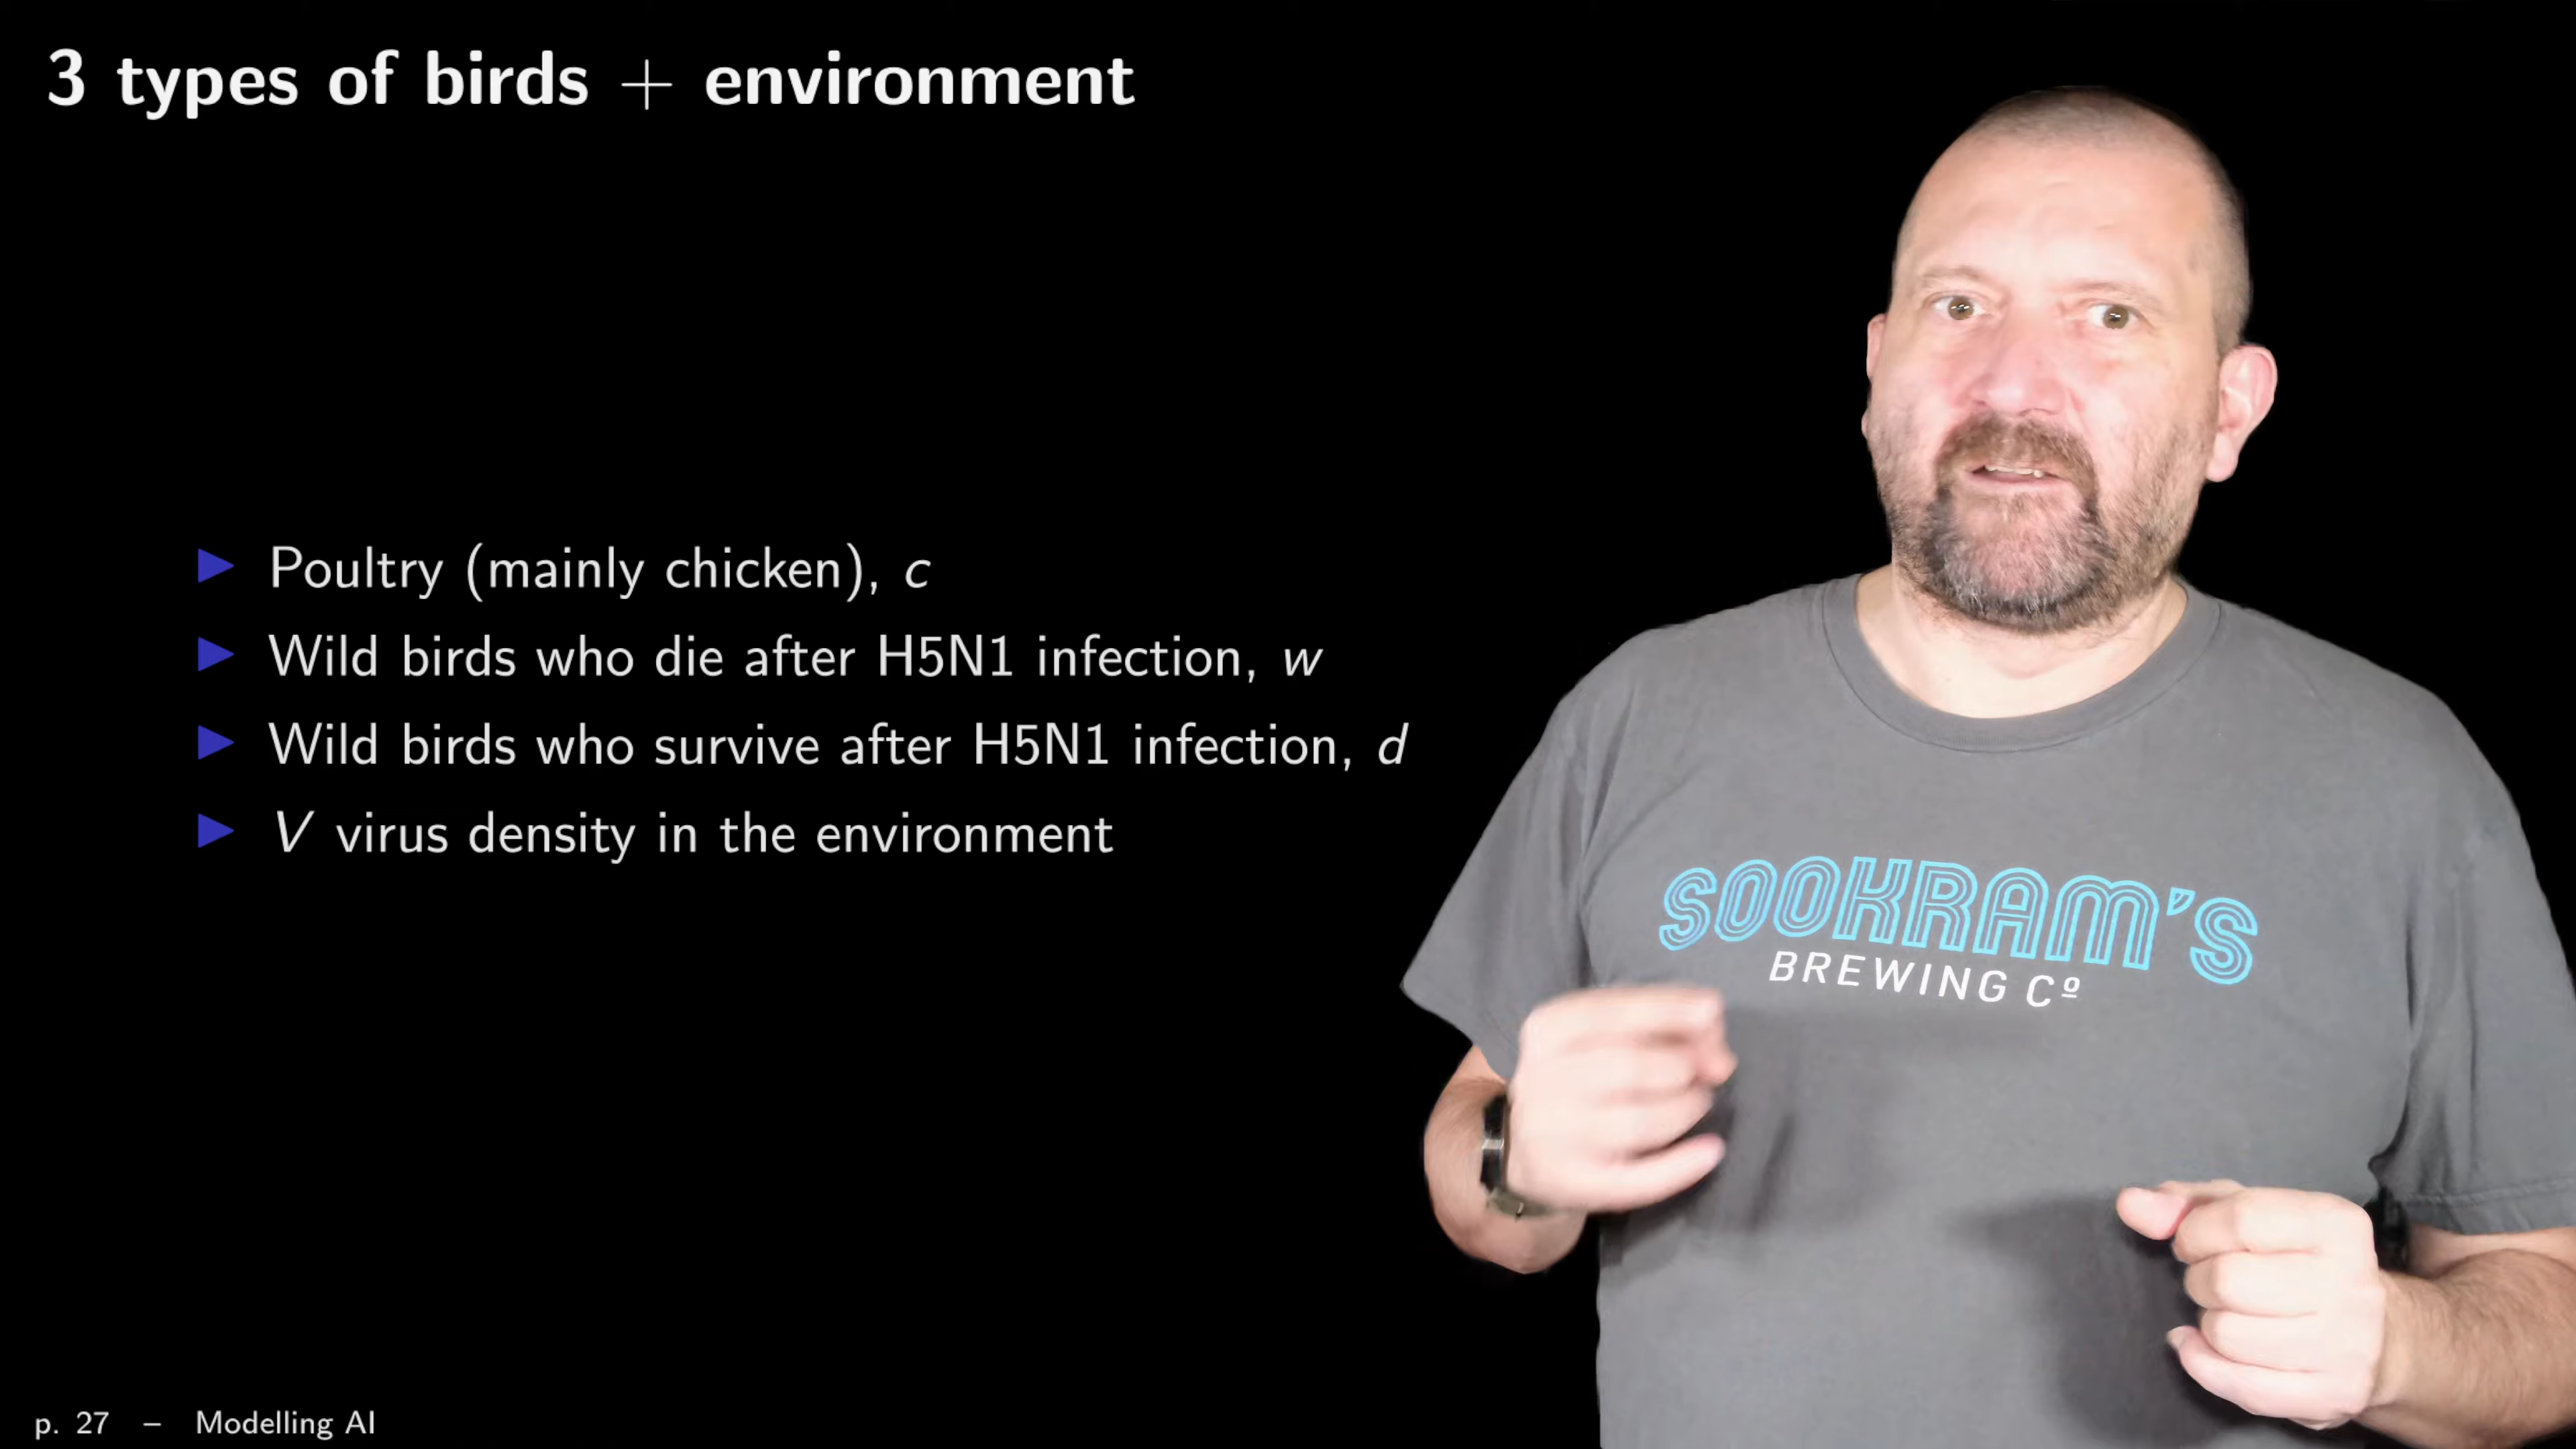 3 types of birds + environment
▶ Poultry (mainly chicken), c
▶ Wild birds who die after H5N1 infection, w
▶ Wild birds who survive after H5N1 infection, d
▶ V virus density in the environment
SOOKRAM'S
BREWING Cº
p. 27 – Modelling AI